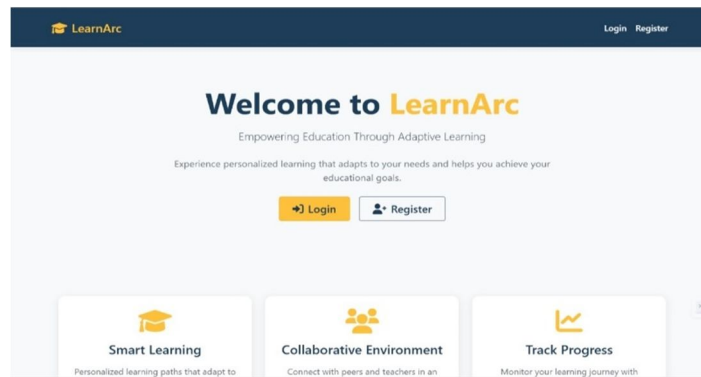 LearnArc
Login Register
Welcome to LearnArc
Empowering Education Through Adaptive Learning
Experience personalized learning that adapts to your needs and helps you achieve your
educational goals.
Login
Register
Smart Learning
Personalized learning paths that adapt to
Collaborative Environment
Connect with peers and teachers in an
Track Progress
Monitor your learning journey with